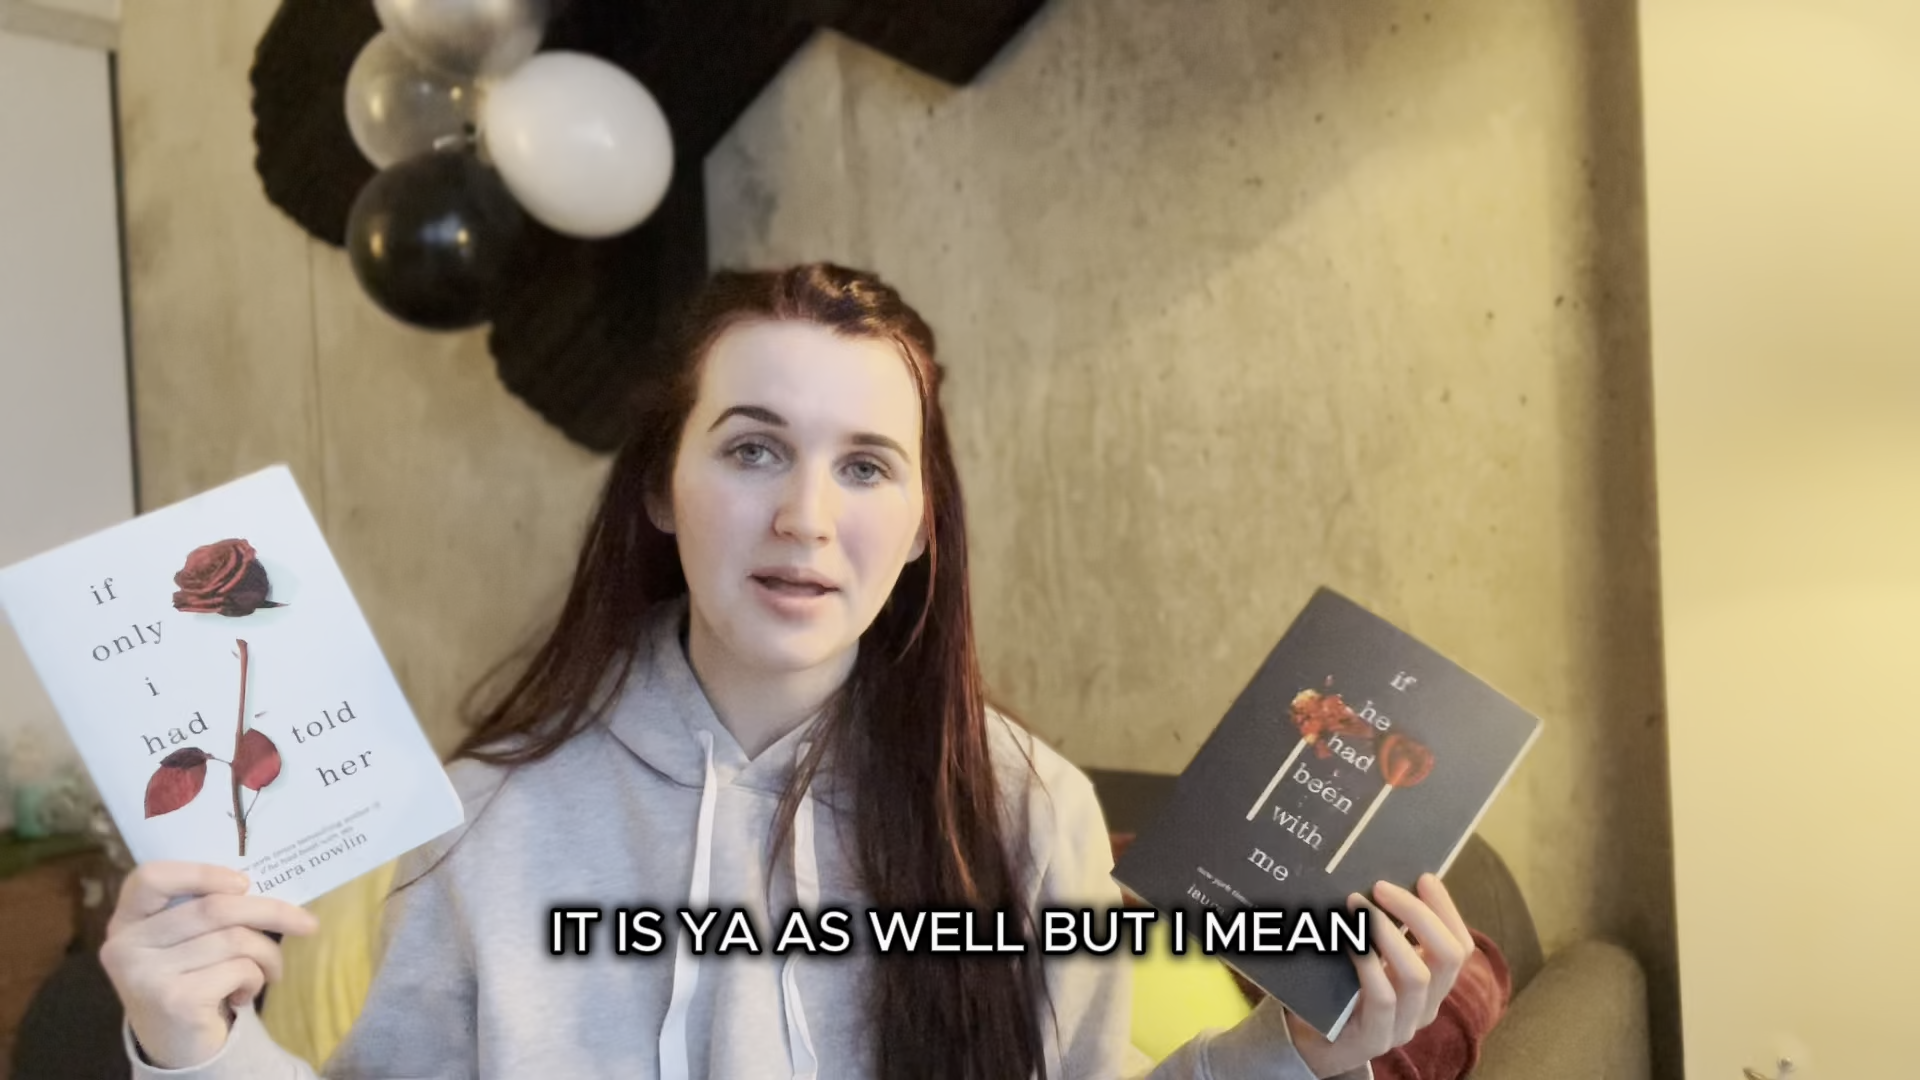 if
only
i
had
told
her
laura nowlin
if
he
had
been
with
me
IT IS YA AS WELL BUT I MEAN